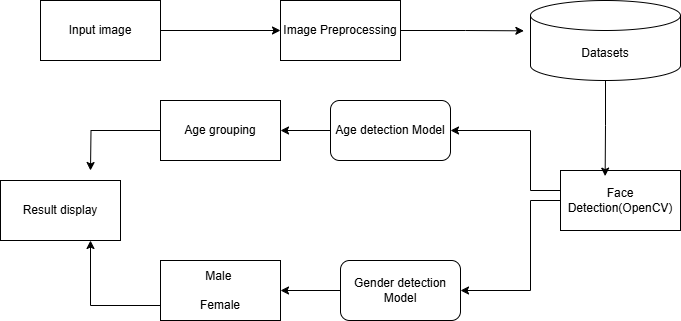 Input image
Image Preprocessing
Datasets
Age grouping
Age detection Model
Face
Detection(OpenCV)
Result display
Male
Female
Gender detection
Model